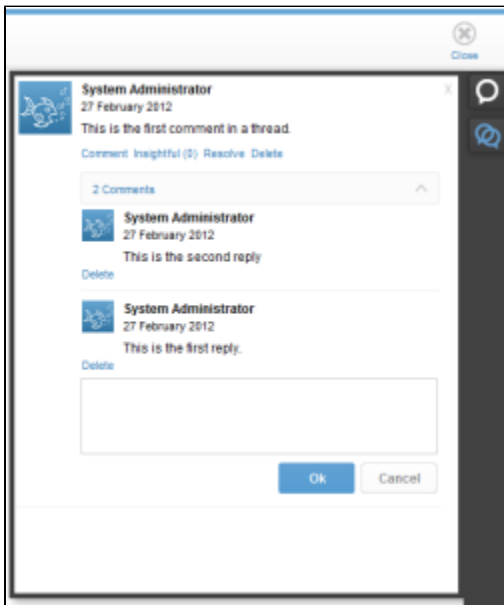 Close
System Administrator
X
27 February 2012
This is the first comment in a thread.
Comment Insightful (0) Resolve Delete
2 Comments
System Administrator
27 February 2012
This is the second reply
Delete
System Administrator
27 February 2012
This is the first reply.
Delete
Ok Cancel